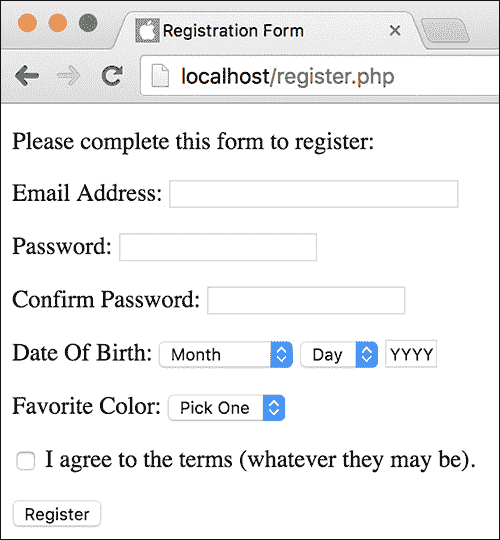 Registration Form
localhost/register.php
Please complete this form to register:
Email Address:
Password:
Confirm Password:
Date Of Birth: Month Day YYYY
Favorite Color: Pick One
I agree to the terms (whatever they may be).
Register